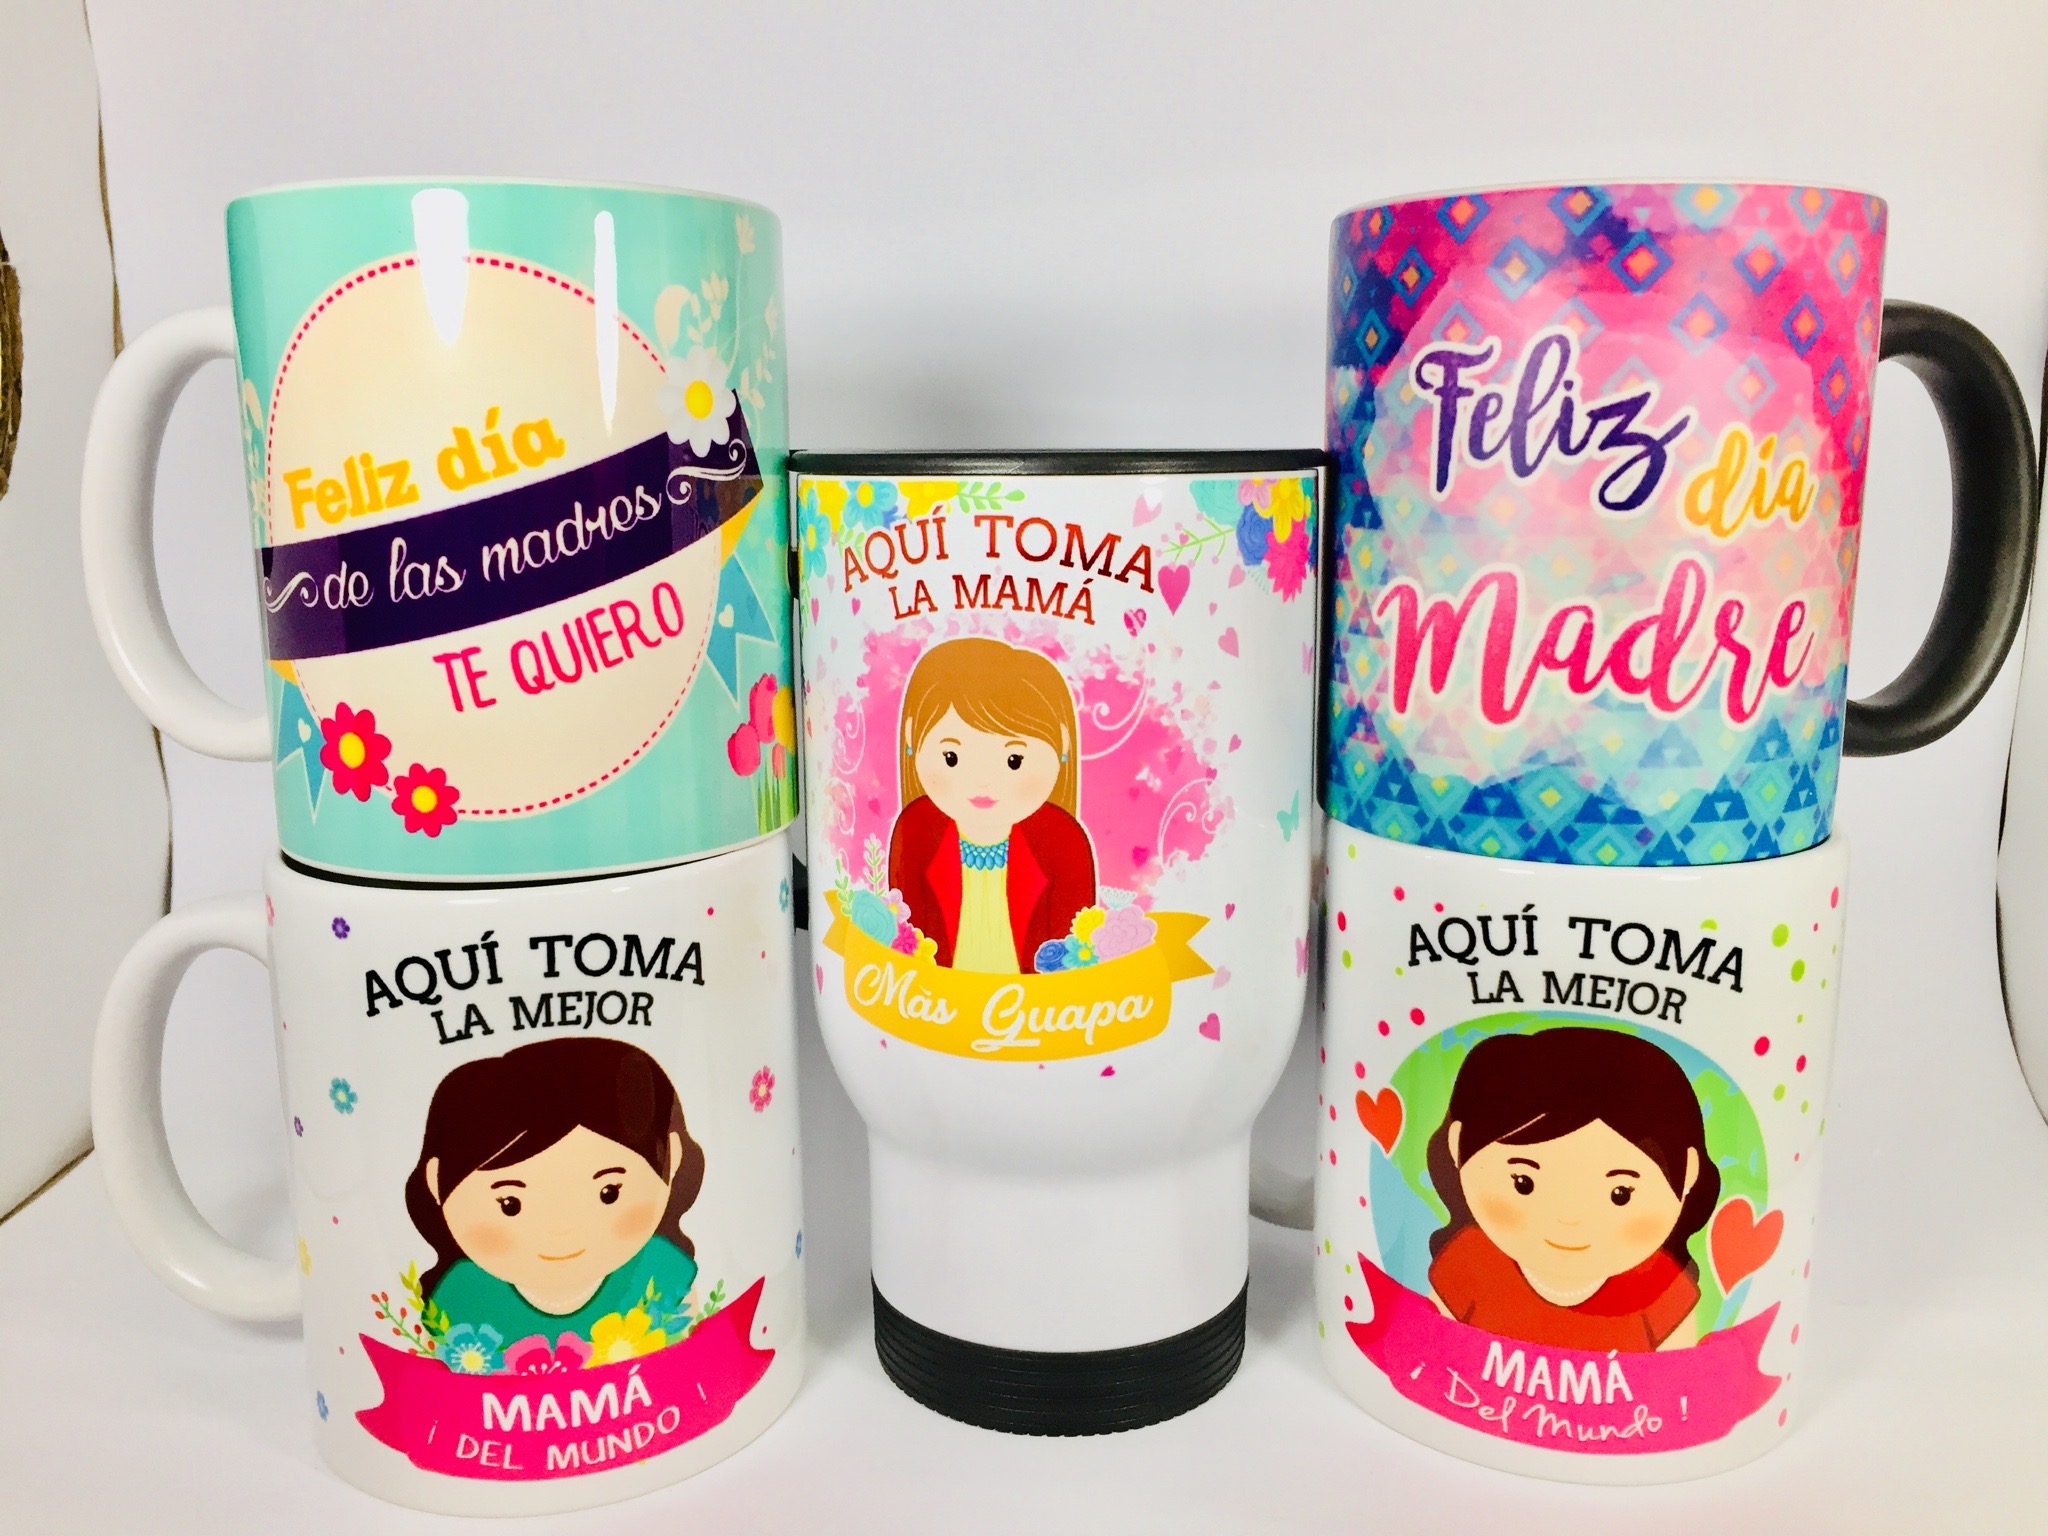 Feliz día
de las madres
TE QUIERO
AQUÍ TOMA
LA MAMÁ
Màs Guapa
Feliz
día
Madre
AQUÍ TOMA
LA MEJOR
MAMÁ
¡ DEL MUNDO !
AQUÍ TOMA
LA MEJOR
MAMÁ
¡ Del Mundo !